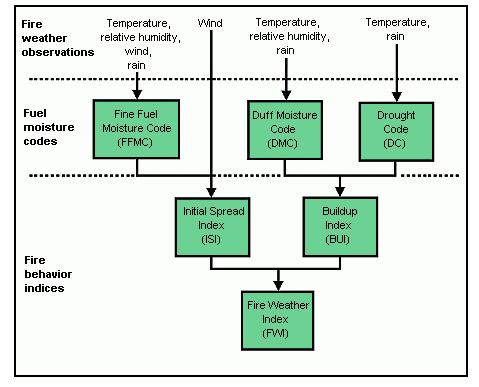 Fire
weather
observations
Temperature,
relative humidity,
wind,
rain
Wind
Temperature,
relative humidity,
rain
Temperature,
rain
Fuel
moisture
codes
Fine Fuel
Moisture Code
(FFMC)
Duff Moisture
Code
(DMC)
Drought
Code
(DC)
Fire
behavior
indices
Initial Spread
Index
(ISI)
Buildup
Index
(BUI)
Fire Weather
Index
(FWI)